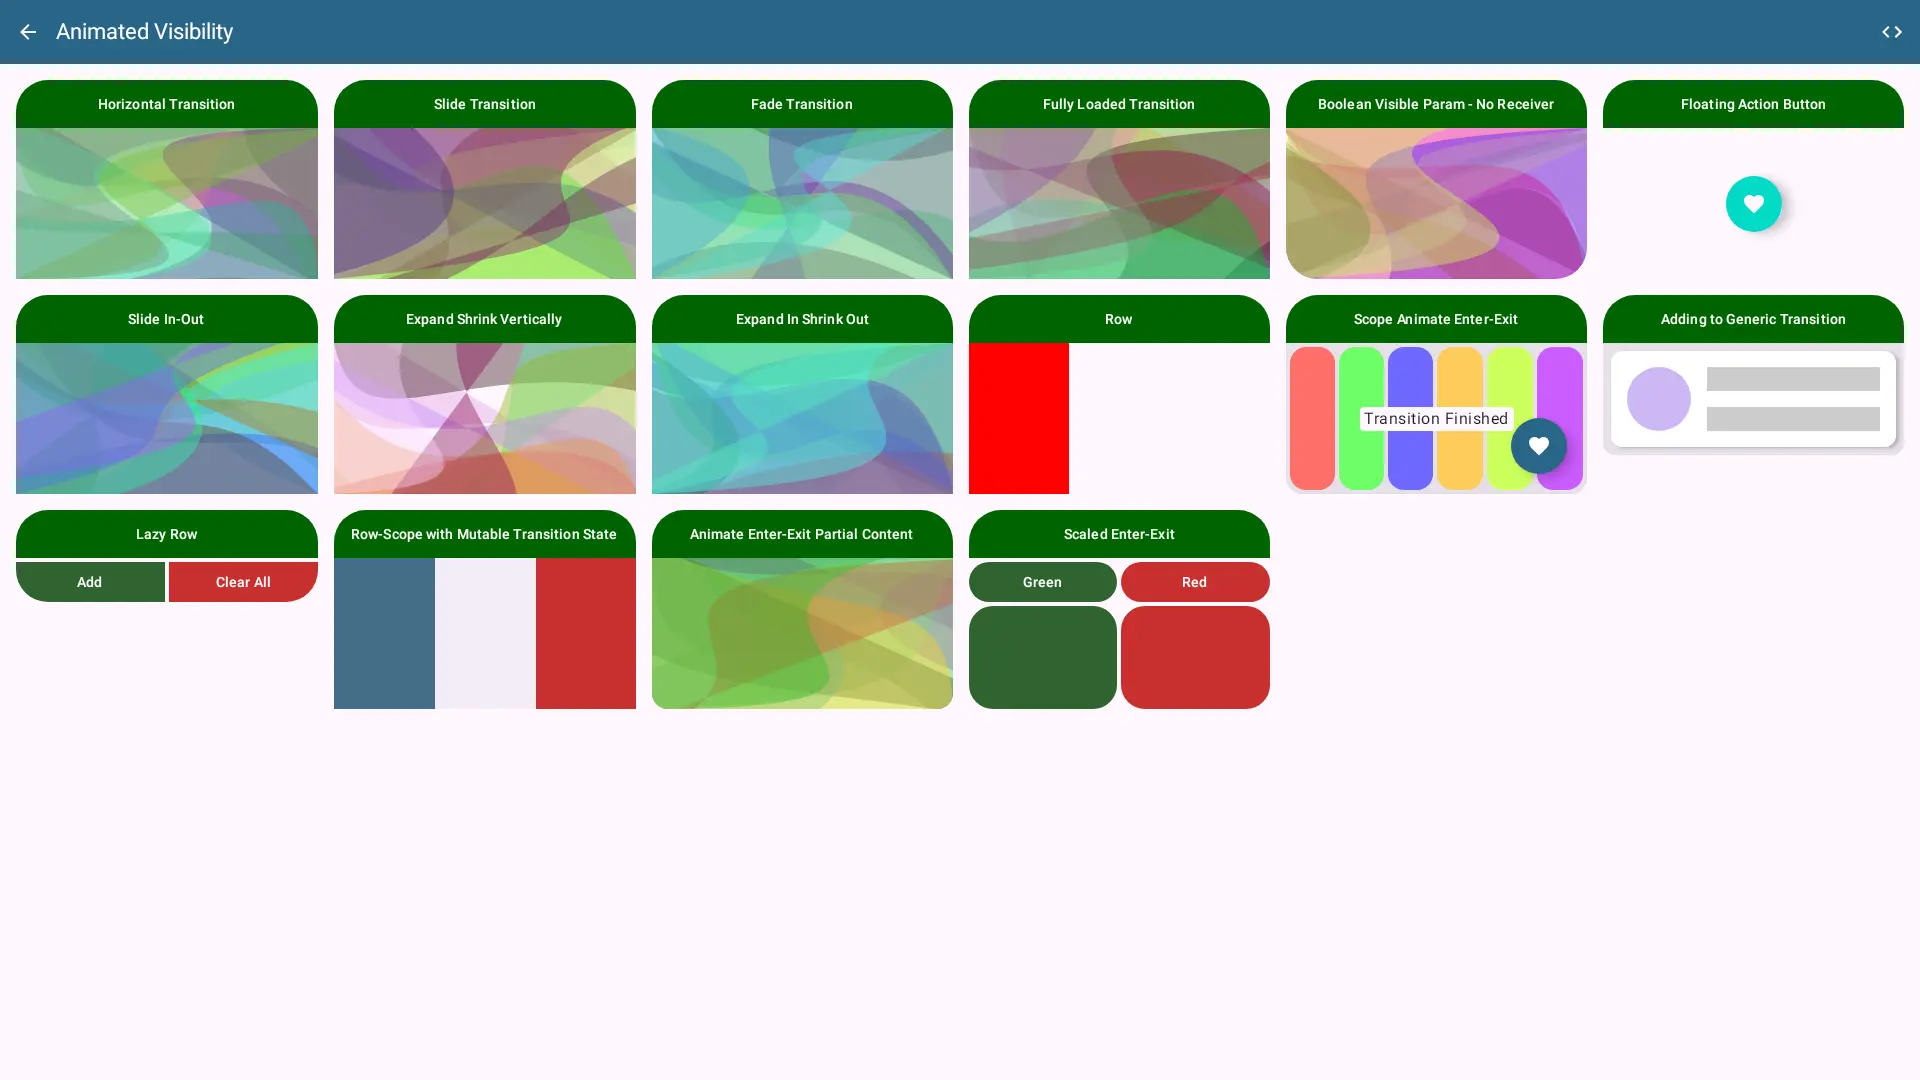 Animated Visibility
Horizontal Transition
Slide Transition
Fade Transition
Fully Loaded Transition
Boolean Visible Param - No Receiver
Floating Action Button
Slide In-Out
Expand Shrink Vertically
Expand In Shrink Out
Row
Scope Animate Enter-Exit
Transition Finished
Adding to Generic Transition
Lazy Row
Add
Clear All
Row-Scope with Mutable Transition State
Animate Enter-Exit Partial Content
Scaled Enter-Exit
Green
Red